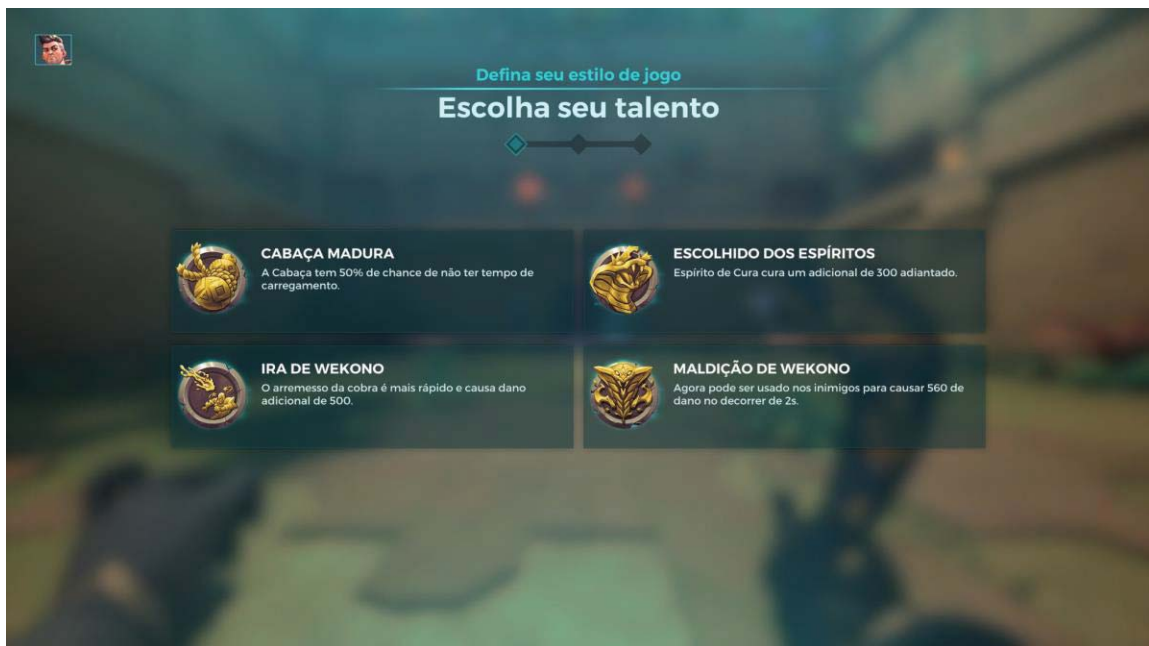 Defina seu estilo de jogo
Escolha seu talento
CABAÇA MADURA
A Cabaça tem 50% de chance de não ter tempo de
carregamento.
ESCOLHIDO DOS ESPÍRITOS
Espírito de Cura cura um adicional de 300 adiantado.
IRA DE WEKONO
O arremesso da cobra é mais rápido e causa dano
adicional de 500.
MALDIÇÃO DE WEKONO
Agora pode ser usado nos inimigos para causar 560 de
dano no decorrer de 2s.